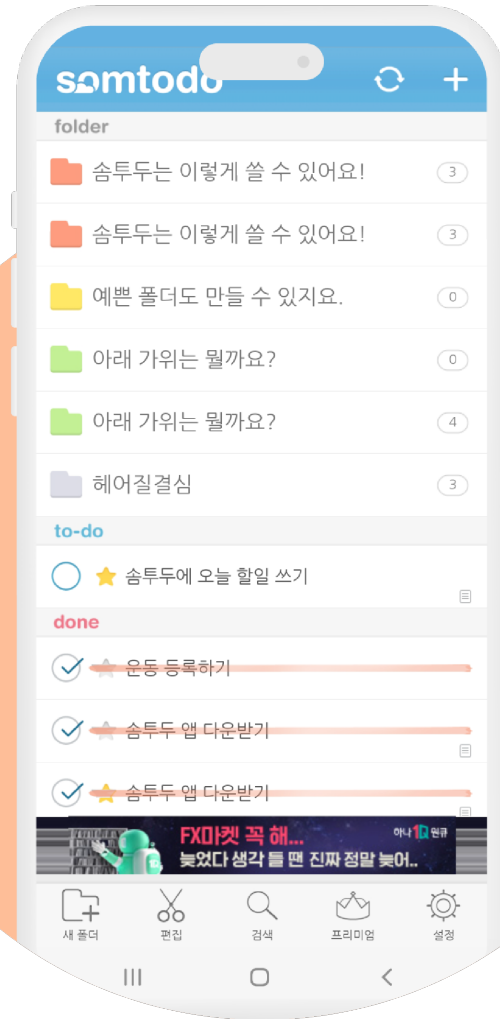 somtodo
folder
솜투두는 이렇게 쓸 수 있어요! 3
솜투두는 이렇게 쓸 수 있어요! 3
예쁜 폴더도 만들 수 있지요. 0
아래 가위는 뭘까요? 0
아래 가위는 뭘까요? 4
헤어질결심 3
to-do
솜투두에 오늘 할일 쓰기
done
운동 등록하기
솜투두 앱 다운받기
솜투두 앱 다운받기
FX마켓 꼭 해... 하나1Q 원큐
늦었다 생각 들 땐 진짜 정말 늦어..
새 폴더 편집 검색 프리미엄 설정